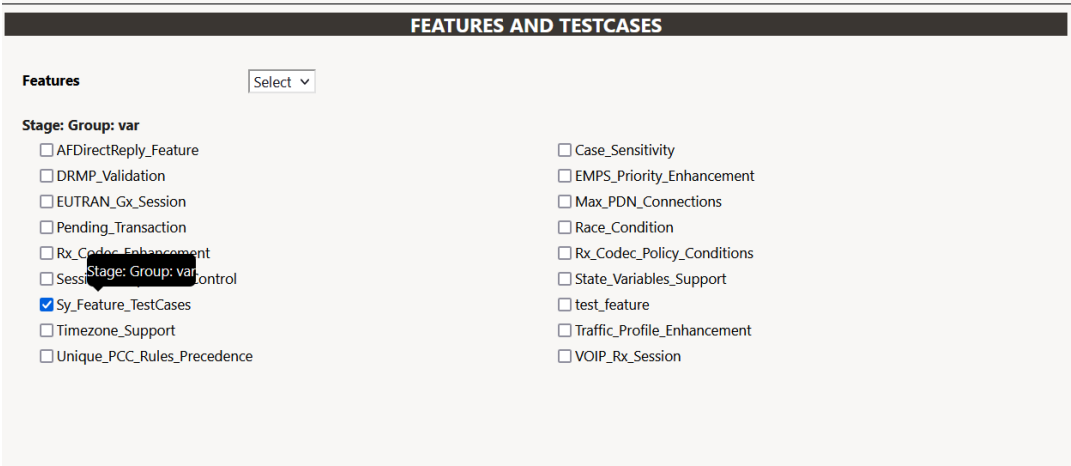 FEATURES AND TESTCASES
Features
Select
Stage: Group: var
AFDirectReply_Feature
Case_Sensitivity
DRMP_Validation
EMPS_Priority_Enhancement
EUTRAN_Gx_Session
Max_PDN_Connections
Pending_Transaction
Race_Condition
Rx_Codec_Enhancement
Rx_Codec_Policy_Conditions
Stage: Group: var
Control
State_Variables_Support
Sy_Feature_TestCases
test_feature
Timezone_Support
Traffic_Profile_Enhancement
Unique_PCC_Rules_Precedence
VOIP_Rx_Session